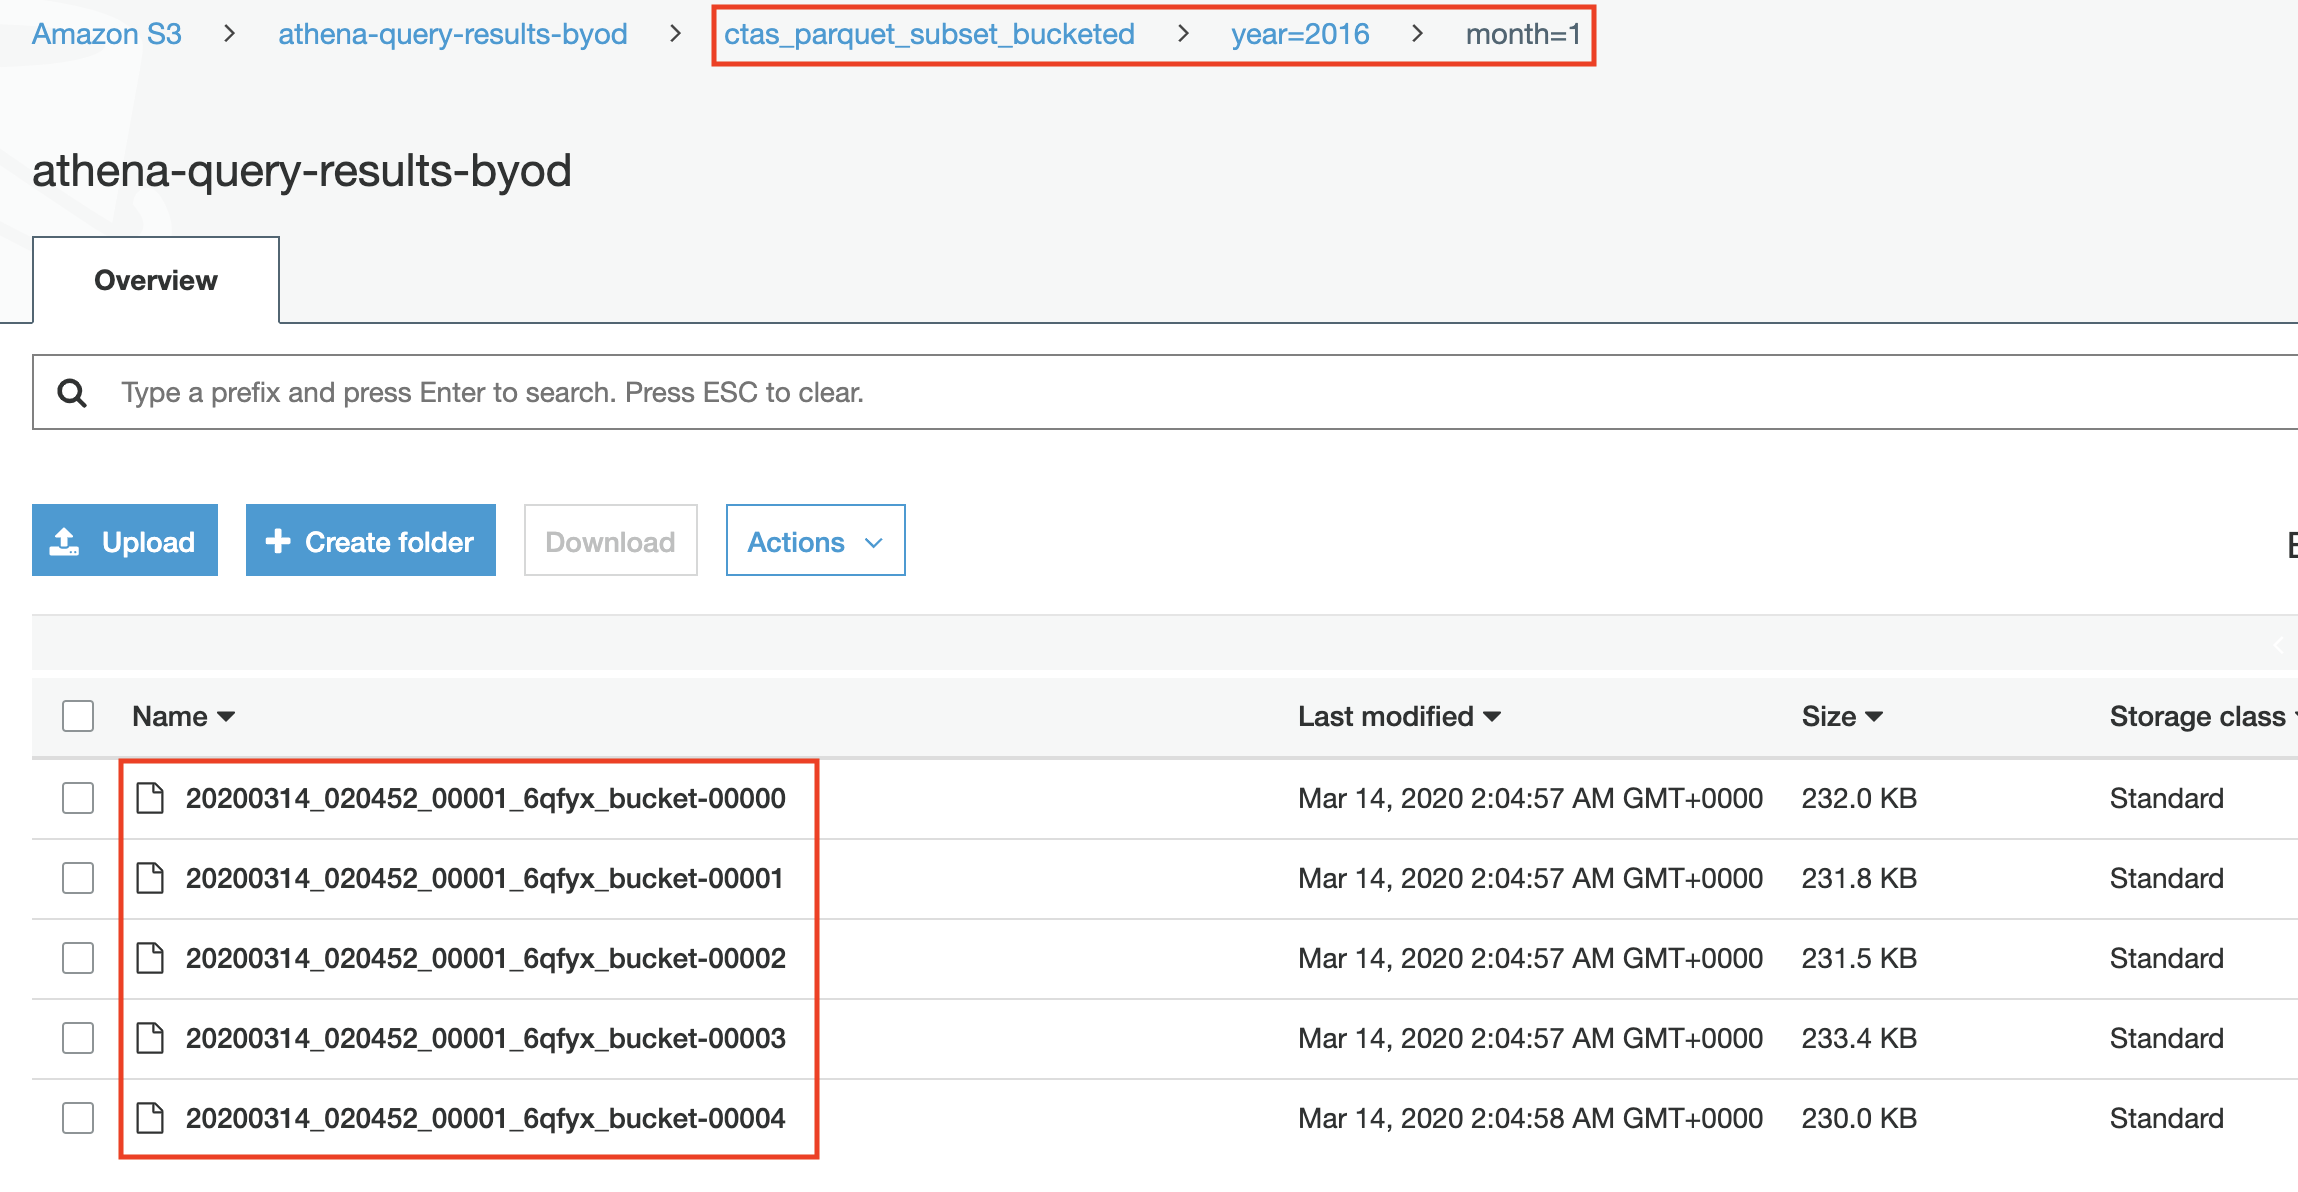 Amazon S3 > athena-query-results-byod > ctas_parquet_subset_bucketed > year=2016 > month=1
athena-query-results-byod
Overview
Type a prefix and press Enter to search. Press ESC to clear.
Upload Create folder Download Actions
Name Last modified Size Storage class
20200314_020452_00001_6qfyx_bucket-00000 Mar 14, 2020 2:04:57 AM GMT+0000 232.0 KB Standard
20200314_020452_00001_6qfyx_bucket-00001 Mar 14, 2020 2:04:57 AM GMT+0000 231.8 KB Standard
20200314_020452_00001_6qfyx_bucket-00002 Mar 14, 2020 2:04:57 AM GMT+0000 231.5 KB Standard
20200314_020452_00001_6qfyx_bucket-00003 Mar 14, 2020 2:04:57 AM GMT+0000 233.4 KB Standard
20200314_020452_00001_6qfyx_bucket-00004 Mar 14, 2020 2:04:58 AM GMT+0000 230.0 KB Standard